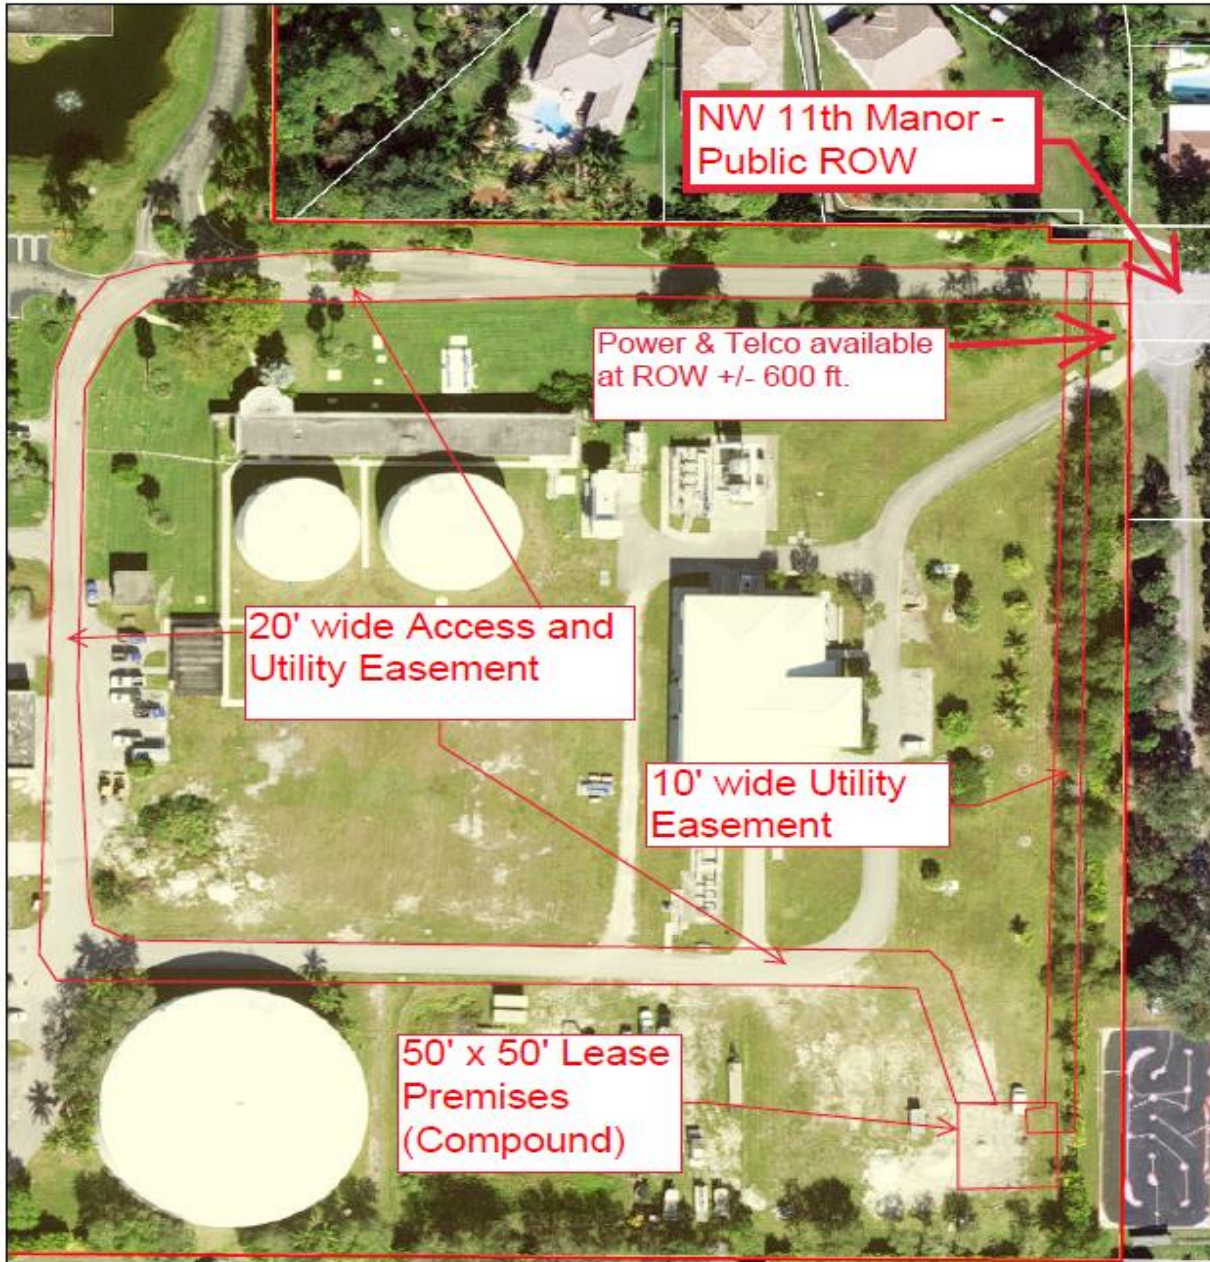 NW 11th Manor -
Public ROW
Power & Telco available
at ROW +/- 600 ft.
20' wide Access and
Utility Easement
10' wide Utility
Easement
50' x 50' Lease
Premises
(Compound)